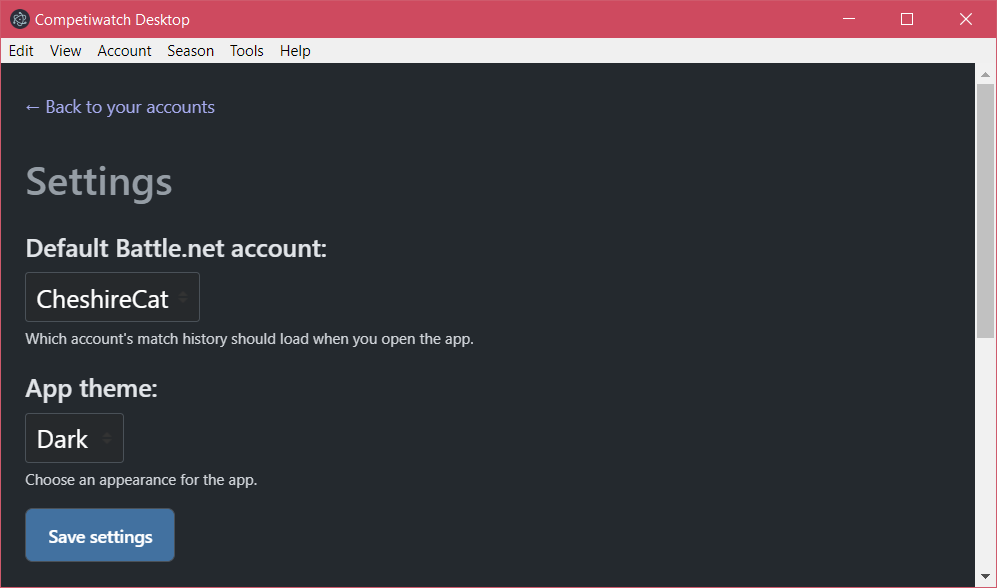 Competiwatch Desktop
Edit View Account Season Tools Help
← Back to your accounts
Settings
Default Battle.net account:
CheshireCat
Which account's match history should load when you open the app.
App theme:
Dark
Choose an appearance for the app.
Save settings